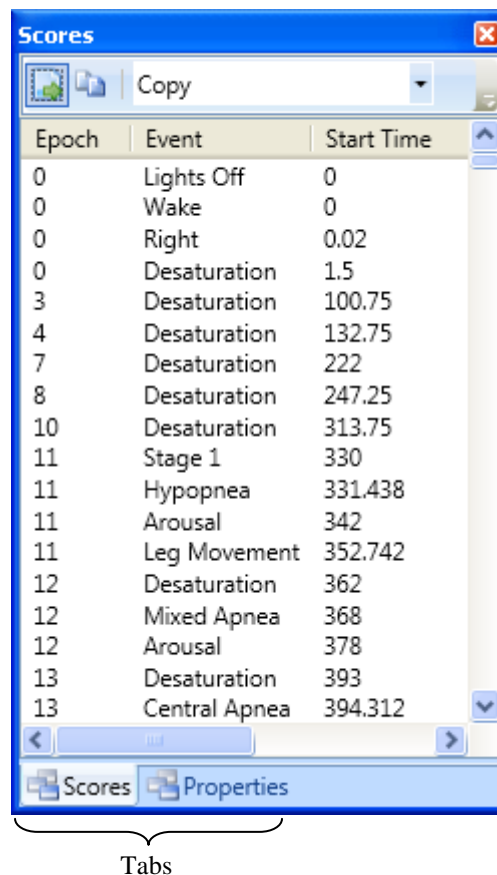 Scores
Copy
Epoch Event Start Time
0 Lights Off 0
0 Wake 0
0 Right 0.02
0 Desaturation 1.5
3 Desaturation 100.75
4 Desaturation 132.75
7 Desaturation 222
8 Desaturation 247.25
10 Desaturation 313.75
11 Stage 1 330
11 Hypopnea 331.438
11 Arousal 342
11 Leg Movement 352.742
12 Desaturation 362
12 Mixed Apnea 368
12 Arousal 378
13 Desaturation 393
13 Central Apnea 394.312
Scores Properties
Tabs